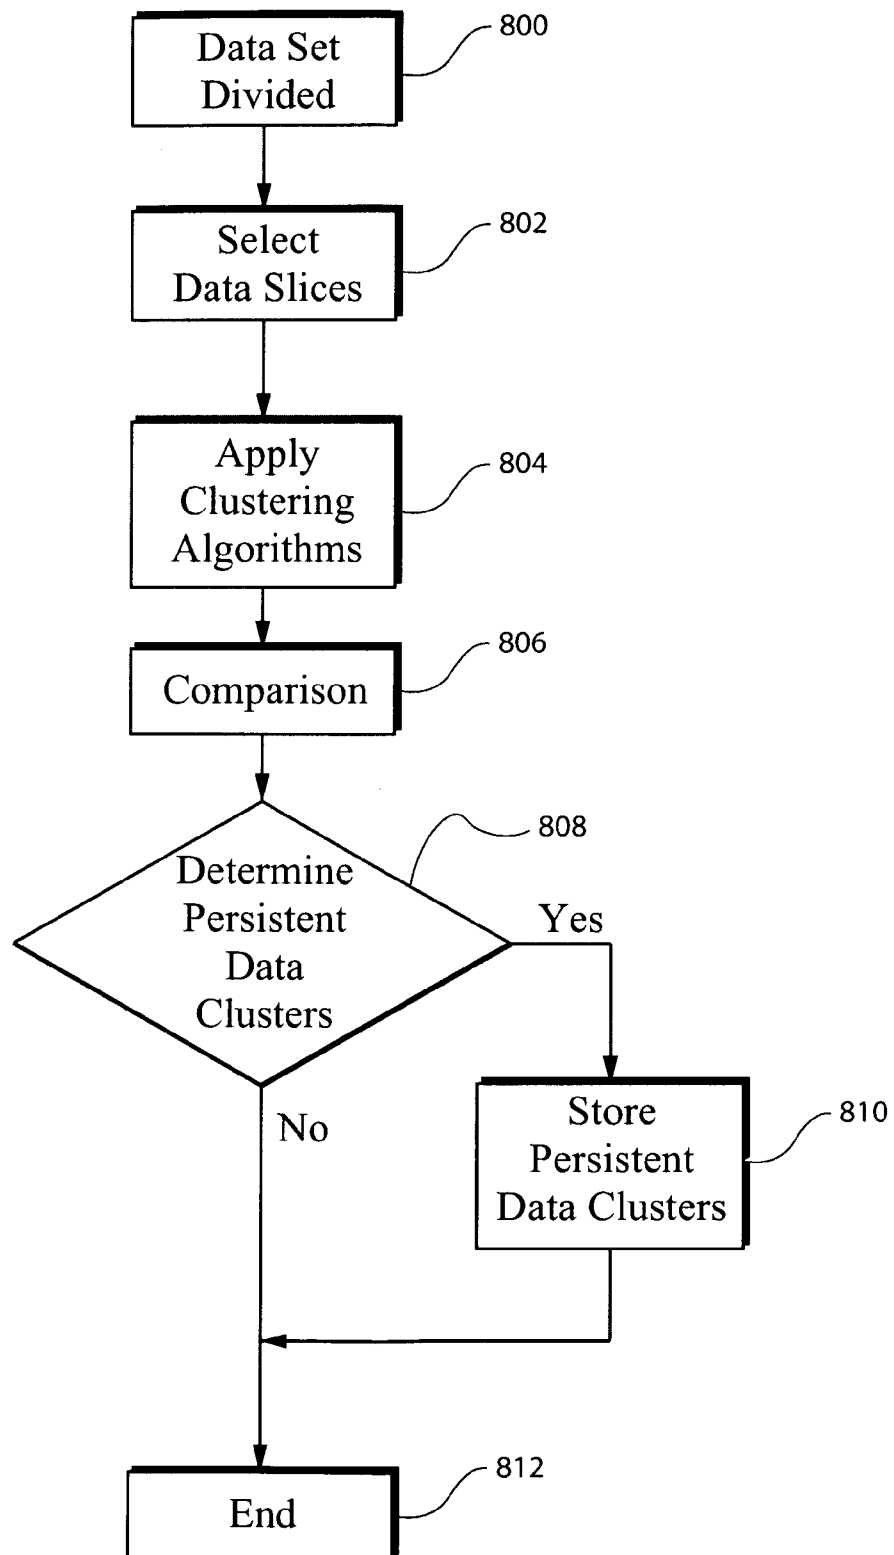 800
Data Set
Divided
802
Select
Data Slices
804
Apply
Clustering
Algorithms
806
Comparison
808
Determine
Persistent
Data
Clusters
Yes
No
810
Store
Persistent
Data Clusters
812
End